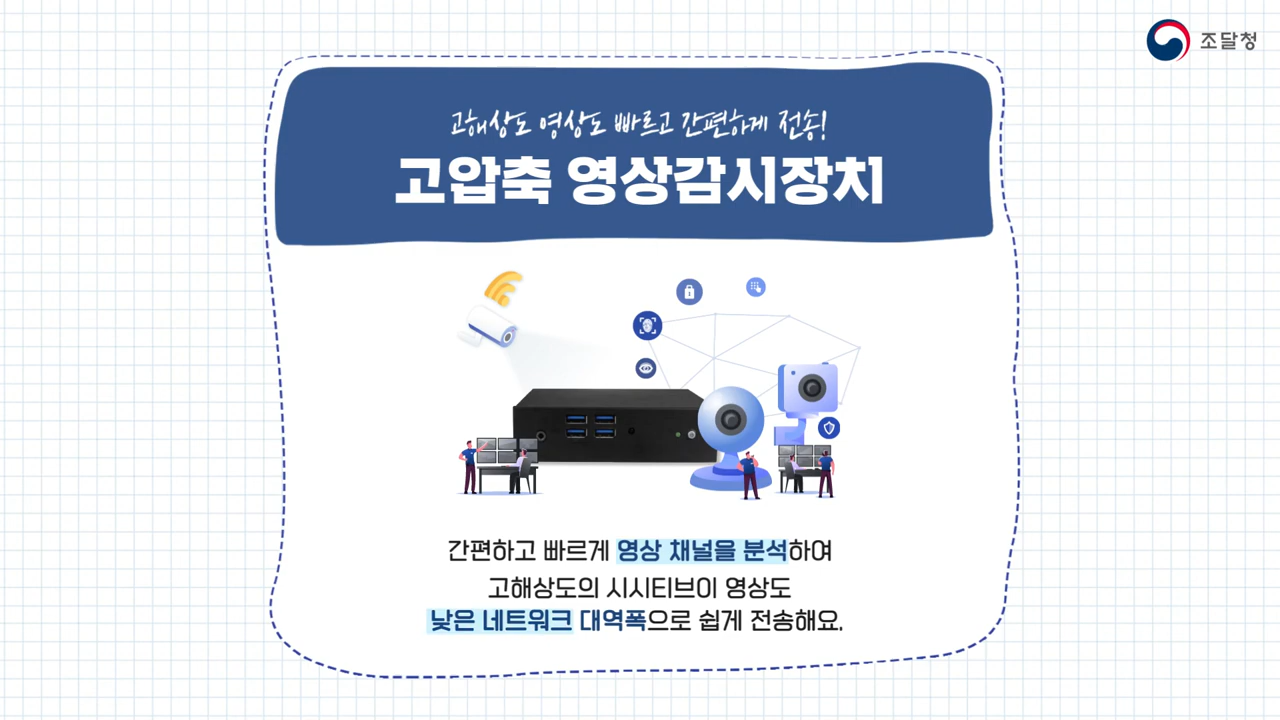 조달청
고해상도 영상도 빠르고 간편하게 전송!
고압축 영상감시장치
간편하고 빠르게 영상 채널을 분석하여
고해상도의 시시티브이 영상도
낮은 네트워크 대역폭으로 쉽게 전송해요.